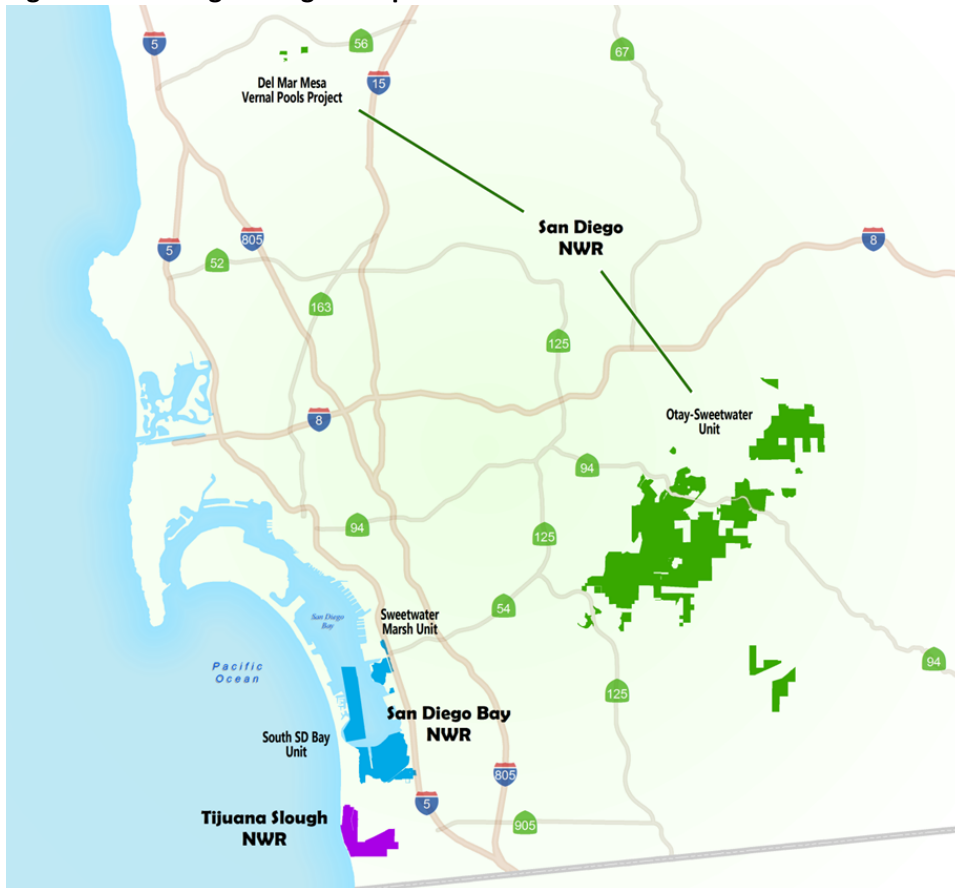 5
56
67
Del Mar Mesa
Vernal Pools Project
15
San Diego
NWR
5
805
52
8
163
125
Otay-Sweetwater
Unit
8
94
94
125
San Diego
Bay
Sweetwater
Marsh Unit
54
Pacific
Ocean
94
125
San Diego Bay
NWR
South SD Bay
Unit
805
5
Tijuana Slough
NWR
905